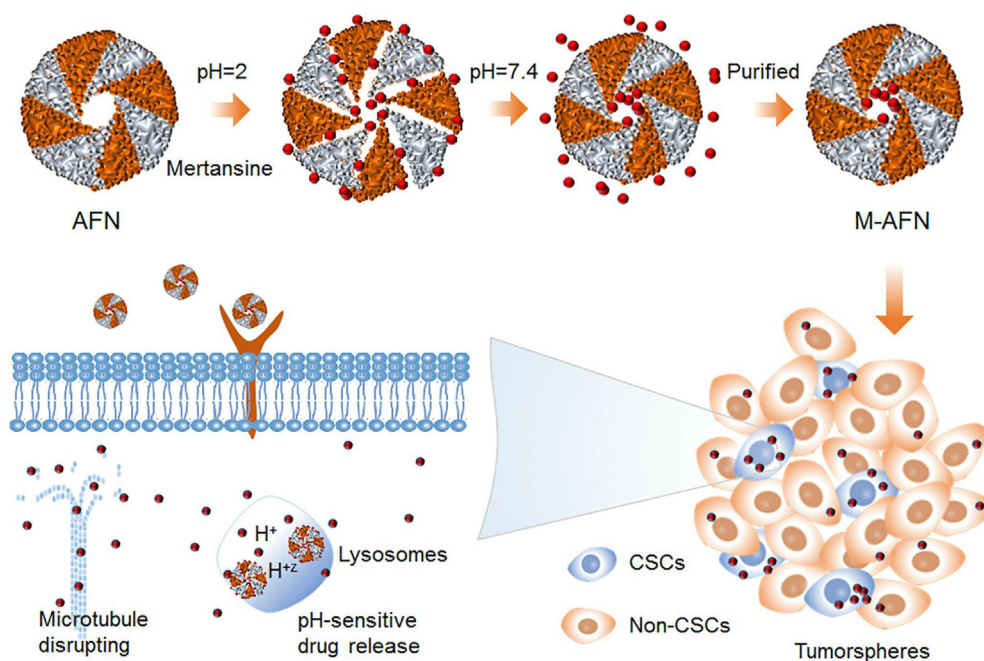 pH=2
Mertansine
pH=7.4
Purified
AFN
M-AFN
H⁺
H⁺ᶻ
Lysosomes
Microtubule
disrupting
pH-sensitive
drug release
CSCs
Non-CSCs
Tumorspheres